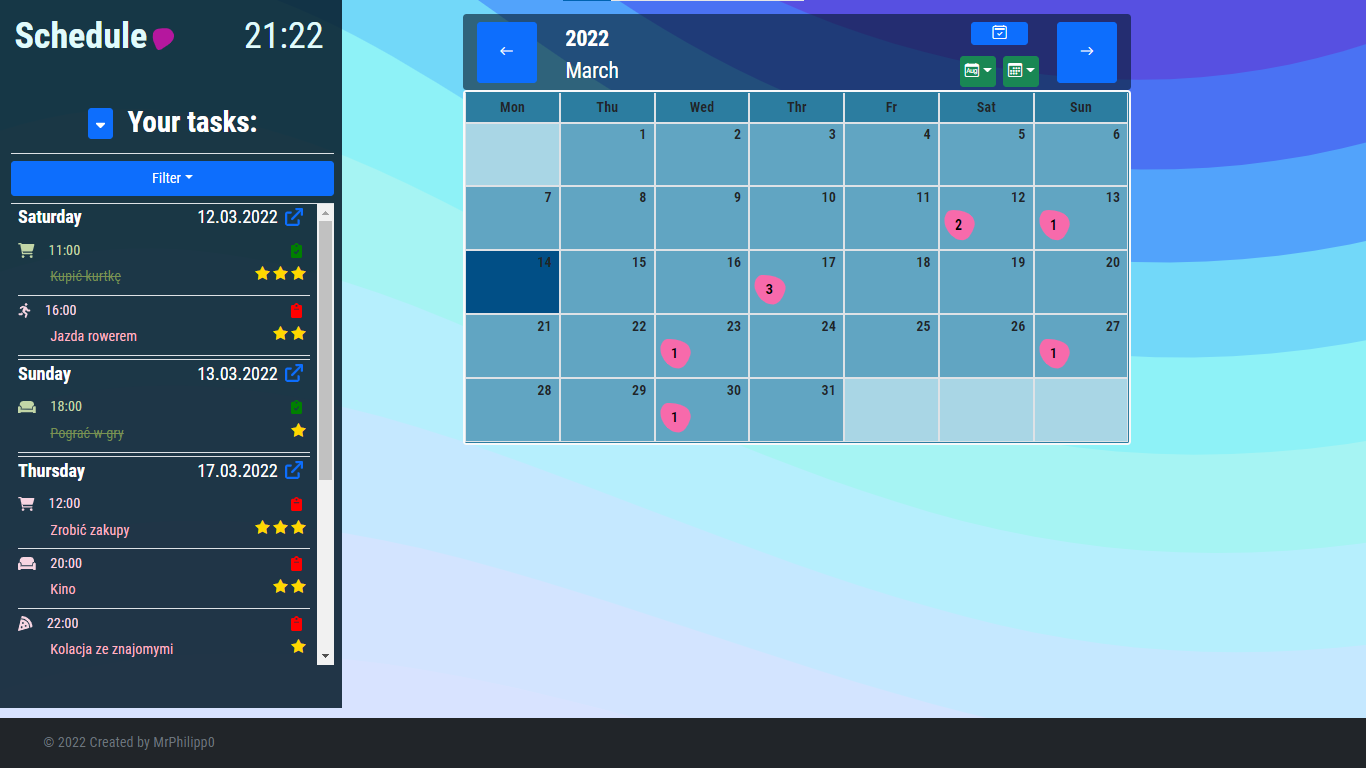 Schedule
21:22
Your tasks:
Filter
Saturday 12.03.2022
11:00
Kupić kurtkę
16:00
Jazda rowerem
Sunday 13.03.2022
18:00
Pograć w gry
Thursday 17.03.2022
12:00
Zrobić zakupy
20:00
Kino
22:00
Kolacja ze znajomymi
2022
March
Aug
Mon Thu Wed Thr Fr Sat Sun
1 2 3 4 5 6
7 8 9 10 11 12 13
2 1
14 15 16 17 18 19 20
3
21 22 23 24 25 26 27
1 1
28 29 30 31
1
© 2022 Created by MrPhilipp0